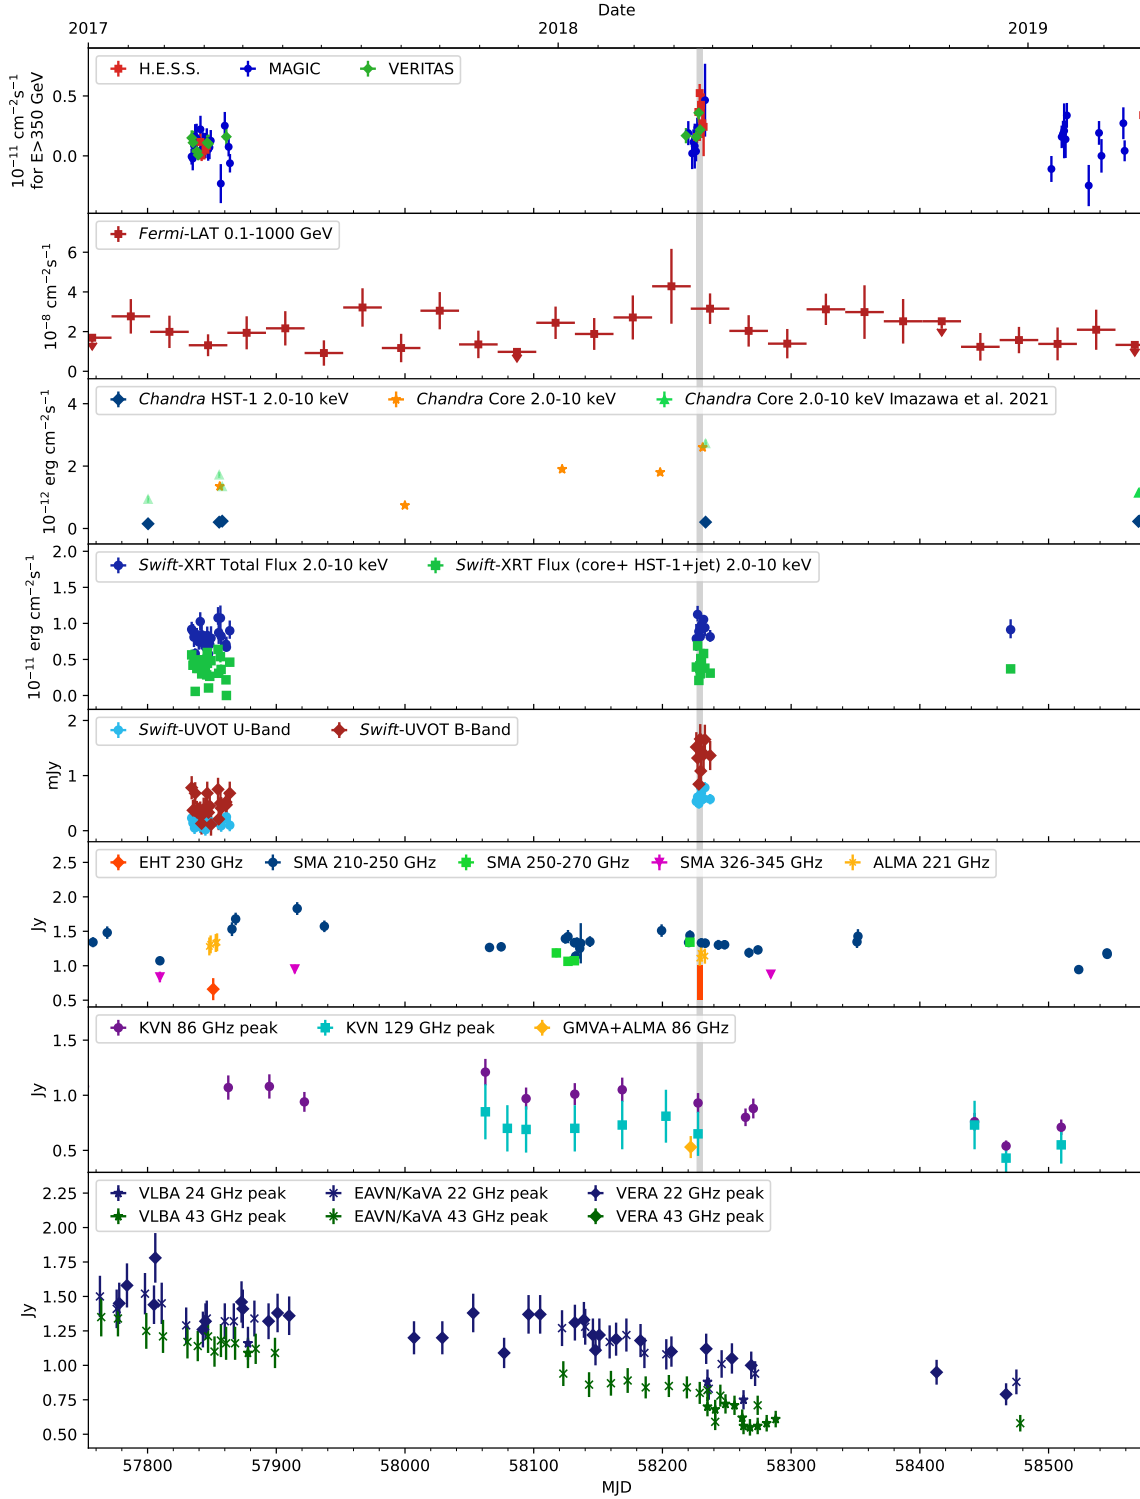 Date
2017 2018 2019
H.E.S.S. MAGIC VERITAS
10⁻¹¹ cm⁻²s⁻¹
for E>350 GeV
0.5
0.0
Fermi-LAT 0.1-1000 GeV
10⁻⁸ cm⁻²s⁻¹
6
4
2
0
Chandra HST-1 2.0-10 keV Chandra Core 2.0-10 keV Chandra Core 2.0-10 keV Imazawa et al. 2021
10⁻¹² erg cm⁻²s⁻¹
4
2
0
Swift-XRT Total Flux 2.0-10 keV Swift-XRT Flux (core+ HST-1+jet) 2.0-10 keV
10⁻¹¹ erg cm⁻²s⁻¹
2.0
1.5
1.0
0.5
0.0
Swift-UVOT U-Band Swift-UVOT B-Band
mJy
2
1
0
EHT 230 GHz SMA 210-250 GHz SMA 250-270 GHz SMA 326-345 GHz ALMA 221 GHz
Jy
2.5
2.0
1.5
1.0
0.5
KVN 86 GHz peak KVN 129 GHz peak GMVA+ALMA 86 GHz
Jy
1.5
1.0
0.5
VLBA 24 GHz peak EAVN/KaVA 22 GHz peak VERA 22 GHz peak
VLBA 43 GHz peak EAVN/KaVA 43 GHz peak VERA 43 GHz peak
Jy
2.25
2.00
1.75
1.50
1.25
1.00
0.75
0.50
57800 57900 58000 58100 58200 58300 58400 58500
MJD